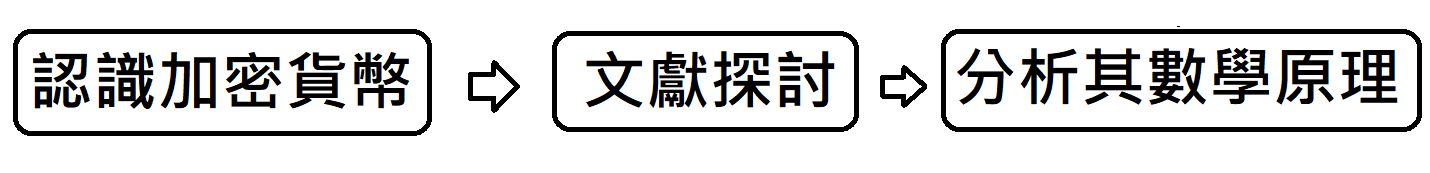 認識加密貨幣
文獻探討
分析其數學原理